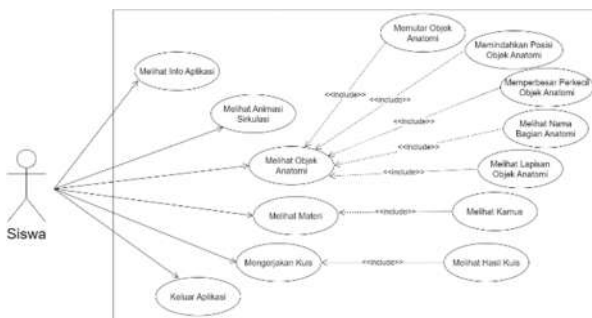 Memutar Objek
Anatomi
Memindahkan Posisi
Objek Anatomi
Melihat Info Aplikasi
Memperbesar Perkecil
Objek Anatomi
<<include>>
<<include>>
Melihat Animasi
Sirkulasi
<<include>>
Melihat Nama
Bagian Anatomi
<<include>>
Melihat Objek
Anatomi
<<include>>
Melihat Lapisan
Objek Anatomi
Siswa
Melihat Materi
<<include>>
Melihat Kamus
Mengerjakan Kuis
<<include>>
Melihat Hasil Kuis
Keluar Aplikasi